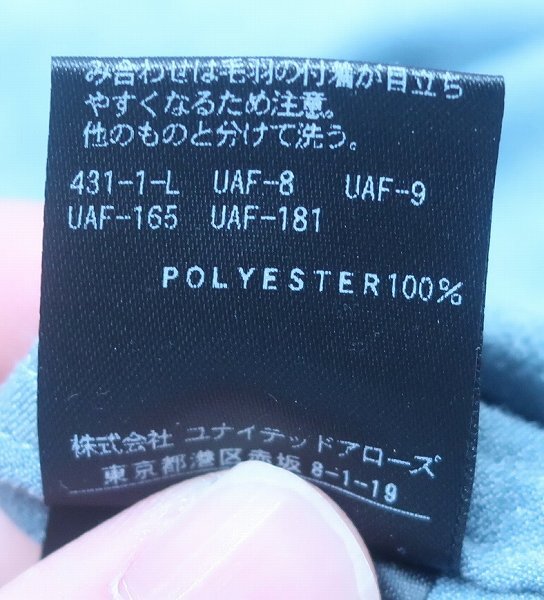 み合わせは毛羽の付着が目立ち
やすくなるため注意。
他のものと分けて洗う。
431-1-L UAF-8 UAF-9
UAF-165 UAF-181
POLYESTER100%
株式会社 ユナイテッドアローズ
東京都港区赤坂 8-1-19